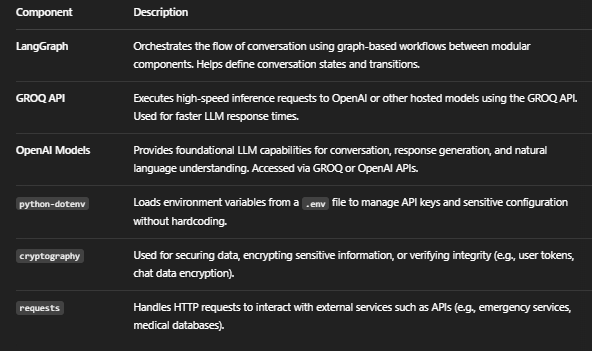 Component Description
LangGraph Orchestrates the flow of conversation using graph-based workflows between modular
components. Helps define conversation states and transitions.
GROQ API Executes high-speed inference requests to OpenAI or other hosted models using the GROQ API.
Used for faster LLM response times.
OpenAI Models Provides foundational LLM capabilities for conversation, response generation, and natural
language understanding. Accessed via GROQ or OpenAI APIs.
python-dotenv Loads environment variables from a .env file to manage API keys and sensitive configuration
without hardcoding.
cryptography Used for securing data, encrypting sensitive information, or verifying integrity (e.g., user tokens,
chat data encryption).
requests Handles HTTP requests to interact with external services such as APIs (e.g., emergency services,
medical databases).